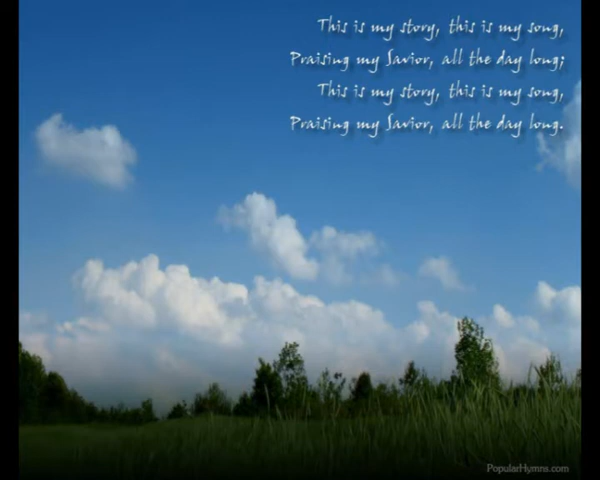 This is my story, this is my song,
Praising my Savior, all the day long;
This is my story, this is my song,
Praising my Savior, all the day long.
PopularHymns.com